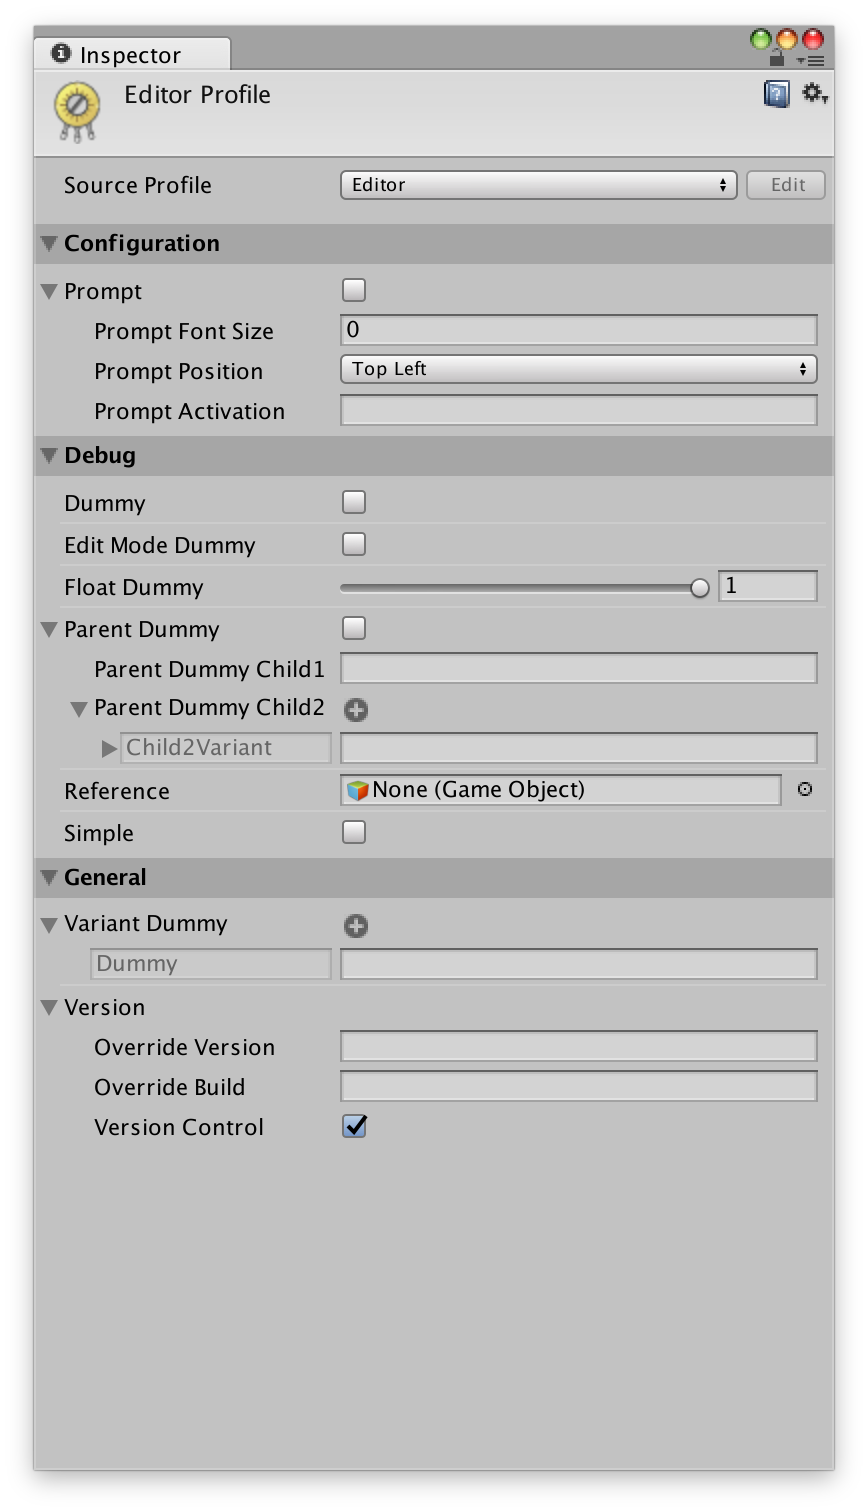 Inspector
Editor Profile
Source Profile Editor Edit
Configuration
Prompt
Prompt Font Size 0
Prompt Position Top Left
Prompt Activation
Debug
Dummy
Edit Mode Dummy
Float Dummy 1
Parent Dummy
Parent Dummy Child1
Parent Dummy Child2
Child2Variant
Reference None (Game Object)
Simple
General
Variant Dummy
Dummy
Version
Override Version
Override Build
Version Control